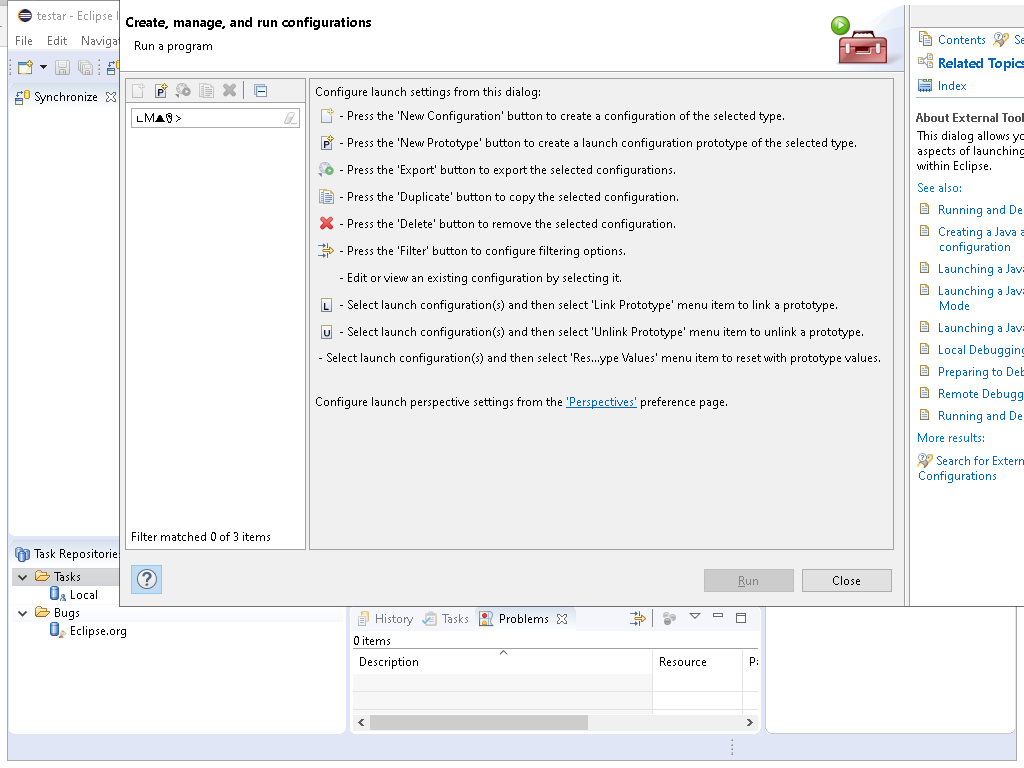 testar - Eclipse I
Create, manage, and run configurations
Run a program
File Edit Navigat
Synchronize
Configure launch settings from this dialog:
- Press the 'New Configuration' button to create a configuration of the selected type.
- Press the 'New Prototype' button to create a launch configuration prototype of the selected type.
- Press the 'Export' button to export the selected configurations.
- Press the 'Duplicate' button to copy the selected configuration.
- Press the 'Delete' button to remove the selected configuration.
- Press the 'Filter' button to configure filtering options.
- Edit or view an existing configuration by selecting it.
L - Select launch configuration(s) and then select 'Link Prototype' menu item to link a prototype.
U - Select launch configuration(s) and then select 'Unlink Prototype' menu item to unlink a prototype.
- Select launch configuration(s) and then select 'Res...ype Values' menu item to reset with prototype values.
Configure launch perspective settings from the 'Perspectives' preference page.
Filter matched 0 of 3 items
Run
Close
Contents Se
Related Topics
Index
About External Tool
This dialog allows yo
aspects of launching
within Eclipse.
See also:
Running and De
Creating a Java a
configuration
Launching a Java
Launching a Java
Mode
Launching a Java
Local Debugging
Preparing to Deb
Remote Debugg
Running and De
More results:
Search for Extern
Configurations
Task Repositorie
Tasks
Local
Bugs
Eclipse.org
History Tasks Problems
0 items
Description Resource Pa